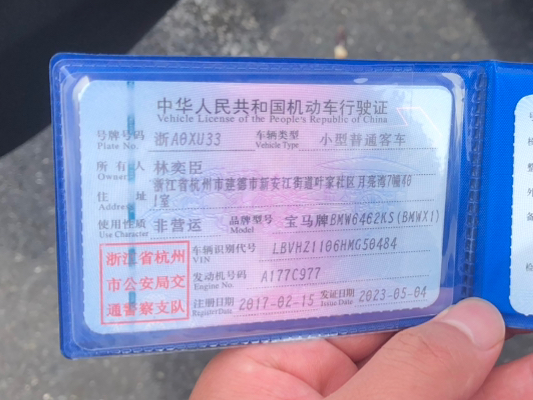 中华人民共和国机动车行驶证
Vehicle License of the People's Republic of China
号牌号码 浙A0XU33 车辆类型 小型普通客车
Plate No. Vehicle Type
所有人 林奕臣
Owner
浙江省杭州市建德市新安江街道叶家社区月亮湾7幢48
住址 1室
Address
使用性质 非营运 品牌型号 宝马牌BMW6462KS(BMWX1)
Use Character Model
浙江省杭州
市公安局交
通警察支队
车辆识别代号 LBVHZ1106HMG50484
VIN
发动机号码 A177C977
Engine No.
注册日期 2017-02-15 发证日期 2023-05-04
Register Date Issue Date